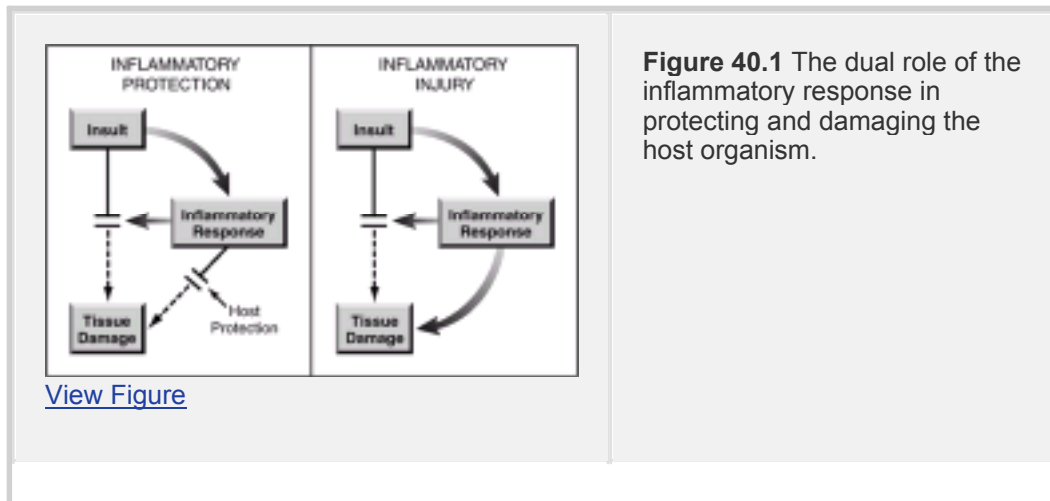 INFLAMMATORY
PROTECTION
Insult
Inflammatory
Response
Host
Protection
Tissue
Damage
INFLAMMATORY
INJURY
Insult
Inflammatory
Response
Tissue
Damage
View Figure
Figure 40.1 The dual role of the
inflammatory response in
protecting and damaging the
host organism.